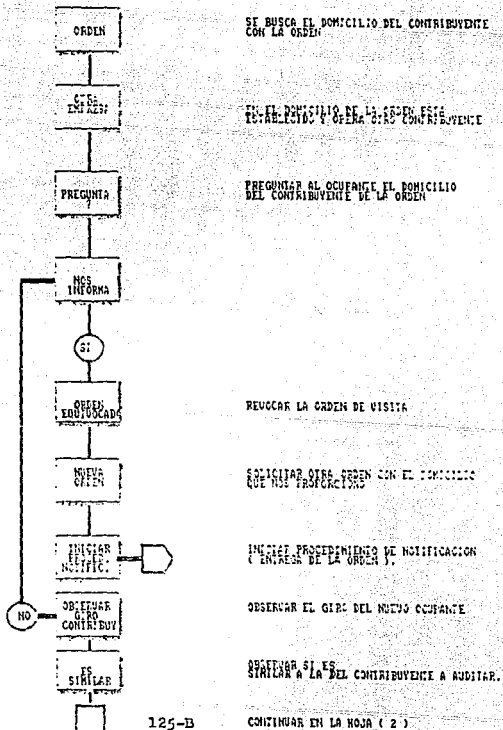 ORDEN
SE BUSCA EL DOMICILIO DEL CONTRIBUYENTE
CON LA ORDEN
OTRA
EMPRESA
EN EL DOMICILIO DE LA ORDEN ESTA
ESTABLECIDO Y OPERA OTRO CONTRIBUYENTE
PREGUNTA
?
PREGUNTAR AL OCUPANTE EL DOMICILIO
DEL CONTRIBUYENTE DE LA ORDEN
NOS
INFORMA
SI
ORDEN
EQUIVOCADO
REVOCAR LA ORDEN DE VISITA
NUEVA
ORDEN
SOLICITAR OTRA ORDEN CON EL DOMICILIO
QUE NOS PROPORCIONO
INICIAR
NOTIFIC.
INICIAR PROCEDIMIENTO DE NOTIFICACION
( ENTREGA DE LA ORDEN ).
NO
OBSERVAR
GIRO
CONTRIBUY
OBSERVAR EL GIRO DEL NUEVO OCUPANTE
ES
SIMILAR
OBSERVAR SI ES
SIMILAR A LA DEL CONTRIBUYENTE A AUDITAR.
125-B
CONTINUAR EN LA HOJA ( 2 )